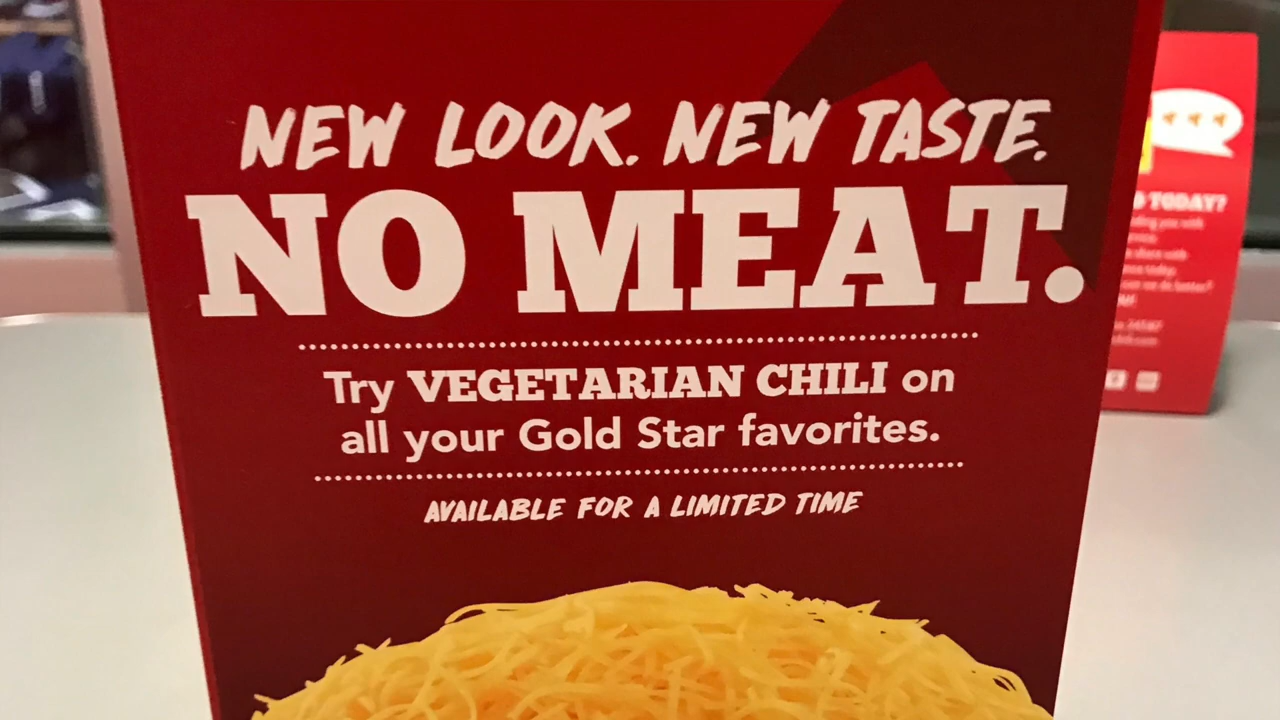 NEW LOOK. NEW TASTE.
NO MEAT.
Try VEGETARIAN CHILI on
all your Gold Star favorites.
AVAILABLE FOR A LIMITED TIME
TODAY?